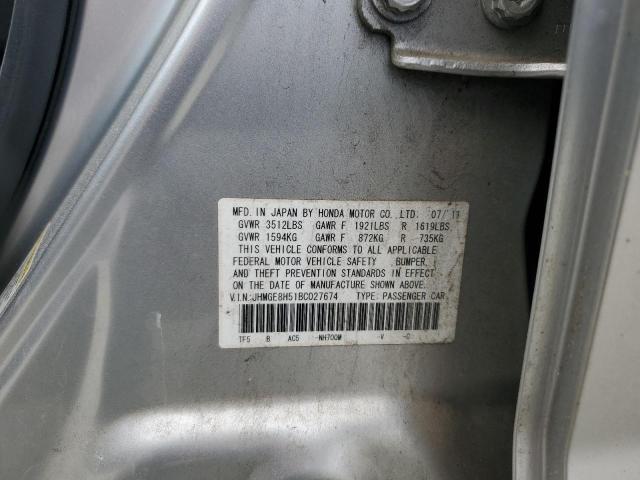 MFD. IN JAPAN BY HONDA MOTOR CO.,LTD. 07/11
GVWR 3512LBS GAWR F 1921LBS R 1619LBS
GVWR 1594KG GAWR F 872KG R 735KG
THIS VEHICLE CONFORMS TO ALL APPLICABLE
FEDERAL MOTOR VEHICLE SAFETY BUMPER,
AND THEFT PREVENTION STANDARDS IN EFFECT
ON THE DATE OF MANUFACTURE SHOWN ABOVE.
V.I.N.:JHMGE8H51BC027674 TYPE: PASSENGER CAR
TF5 B AC5 -NH700M -V -C